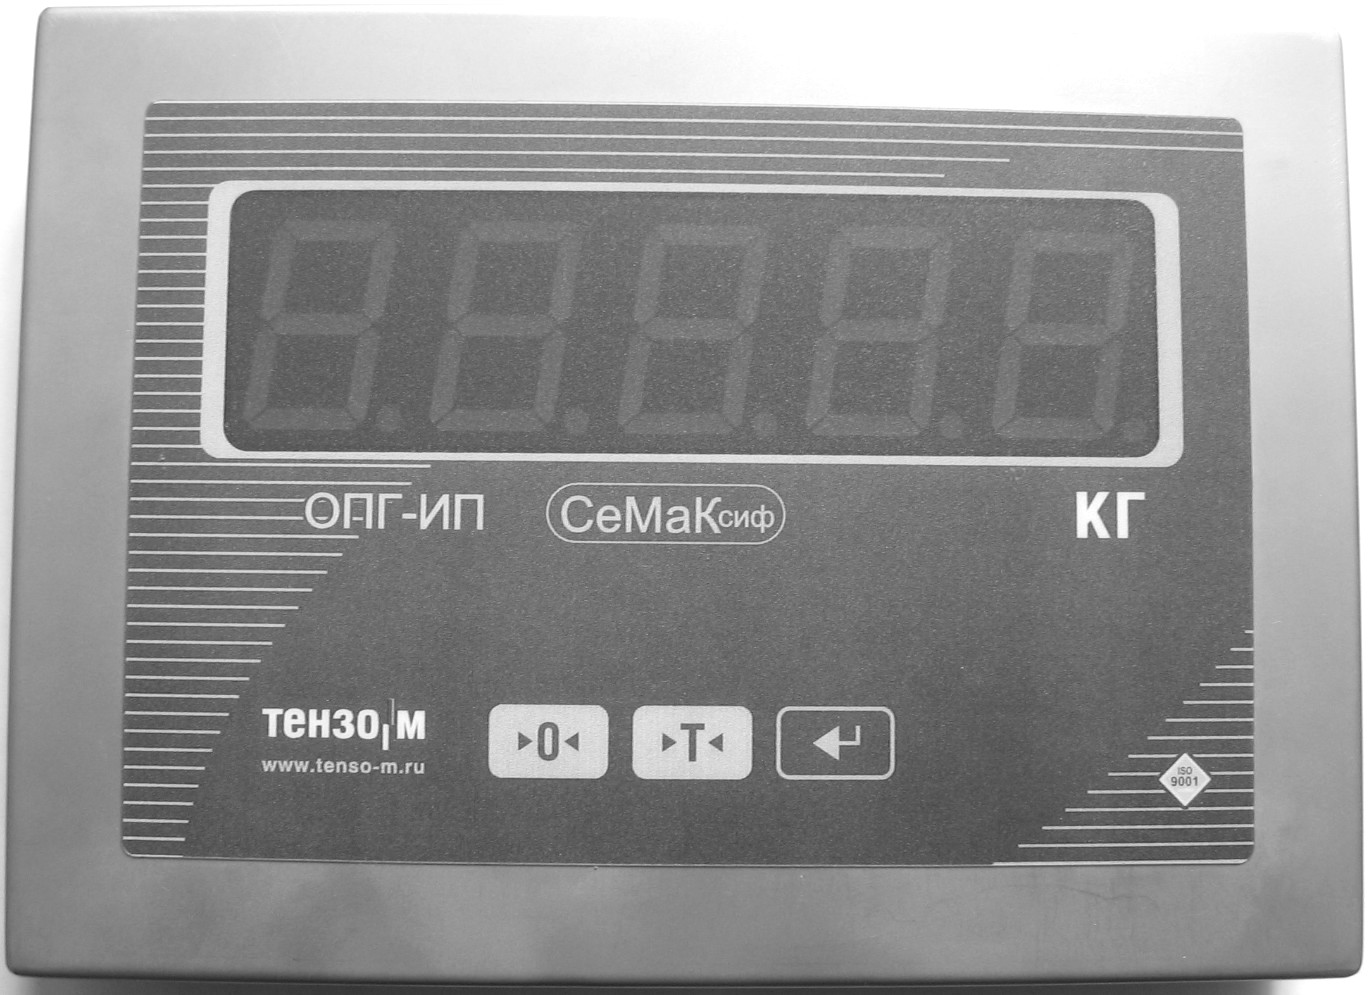 ОПГ-ИП СеМаКсиф КГ
тензо м
www.tenso-m.ru
0 Т
ISO
9001